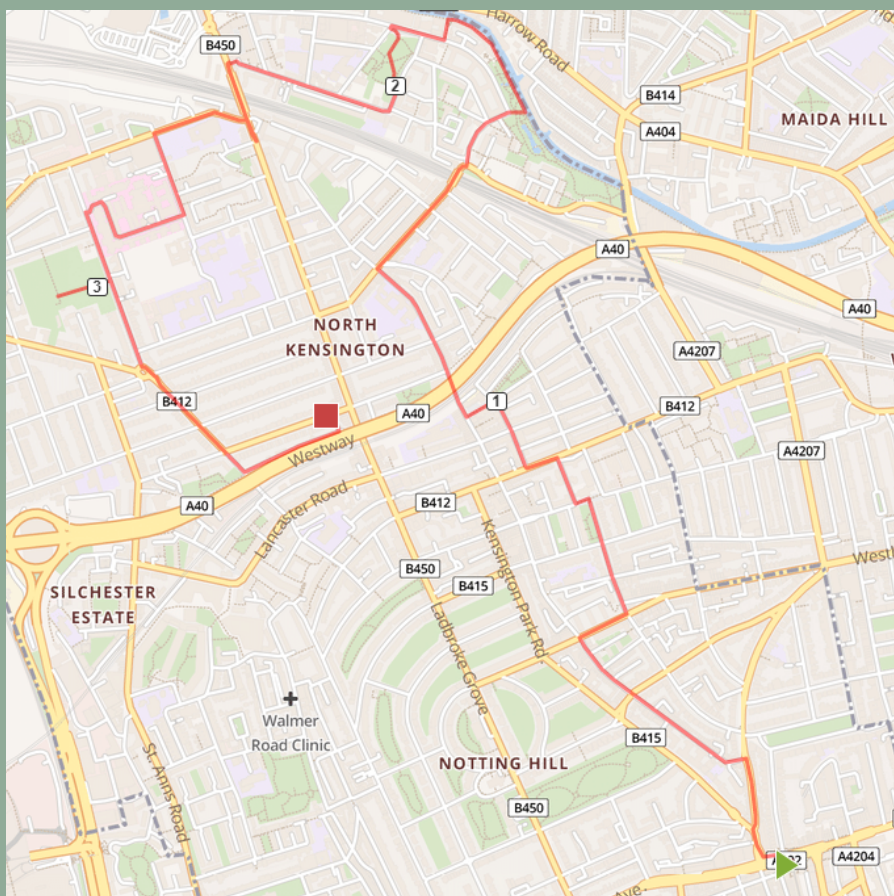 B450
Harrow Road
2
B414
A404
MAIDA HILL
A40
3
NORTH
KENSINGTON
A40
A4207
B412
1
B412
A40
Westway
A4207
A40
Lancaster Road
B412
Kensington Park Rd.
B450
B415
SILCHESTER
ESTATE
Ladbroke Grove
Walmer
Road Clinic
B415
NOTTING HILL
St. Anns Road
B450
A4204
Ave.